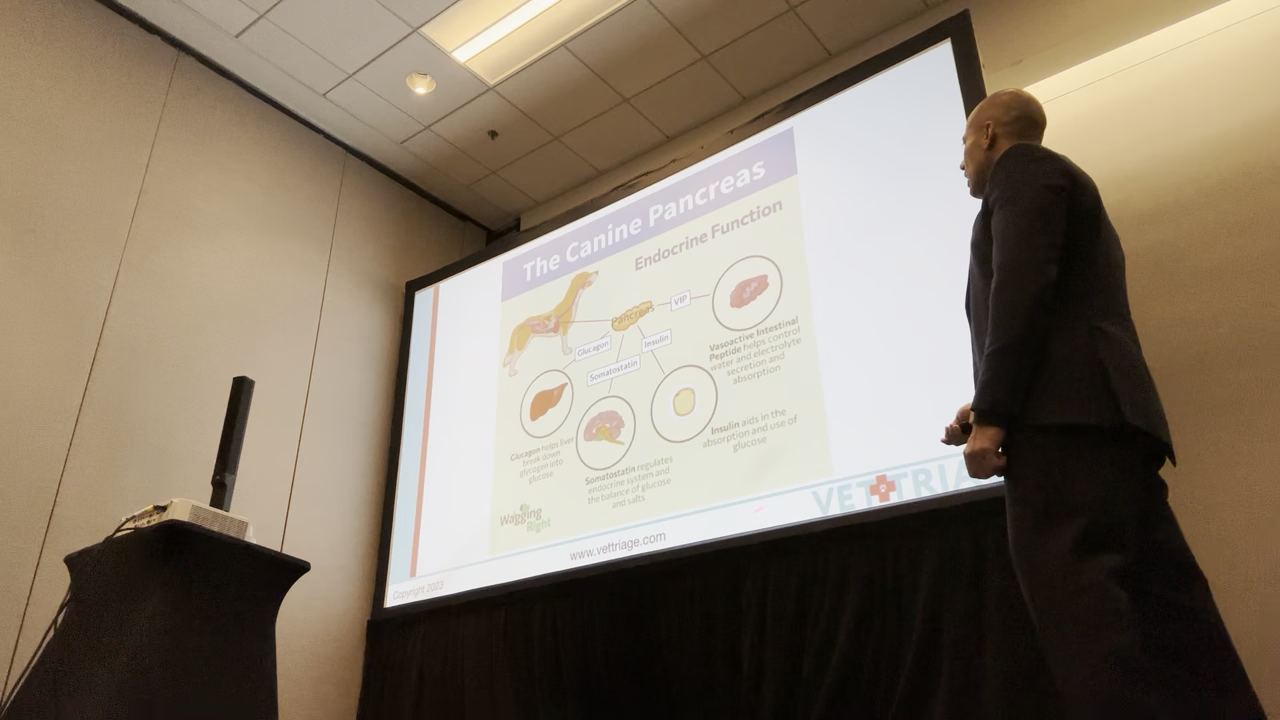 The Canine Pancreas
Endocrine Function
Pancreas
VIP
Glucagon
Insulin
Somatostatin
Vasoactive Intestinal
Peptide helps control
water and electrolyte
secretion and
absorption
Insulin aids in the
absorption and use of
glucose
Glucagon helps liver
break down
glycogen into
glucose
Somatostatin regulates
endocrine system and
the balance of glucose
and salts
Wagging
Right
VET TRIA
www.vettriage.com
Copyright 2022